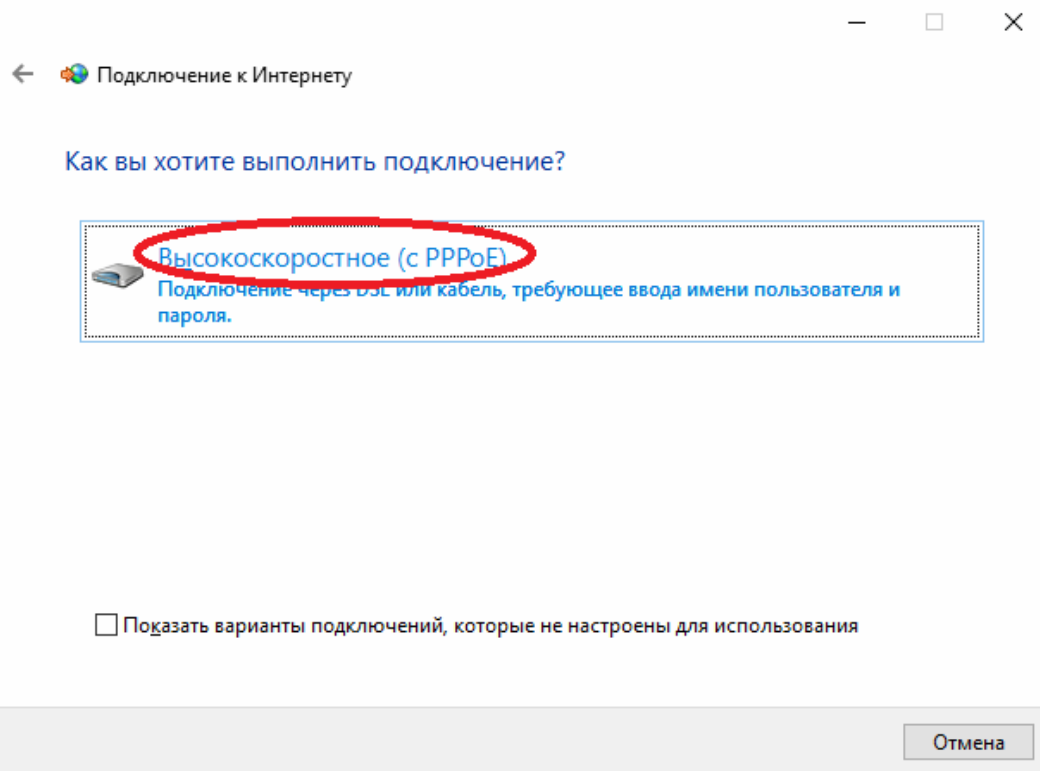 Подключение к Интернету
Как вы хотите выполнить подключение?
Высокоскоростное (с PPPoE)
Подключение через DSL или кабель, требующее ввода имени пользователя и
пароля.
Показать варианты подключений, которые не настроены для использования
Отмена